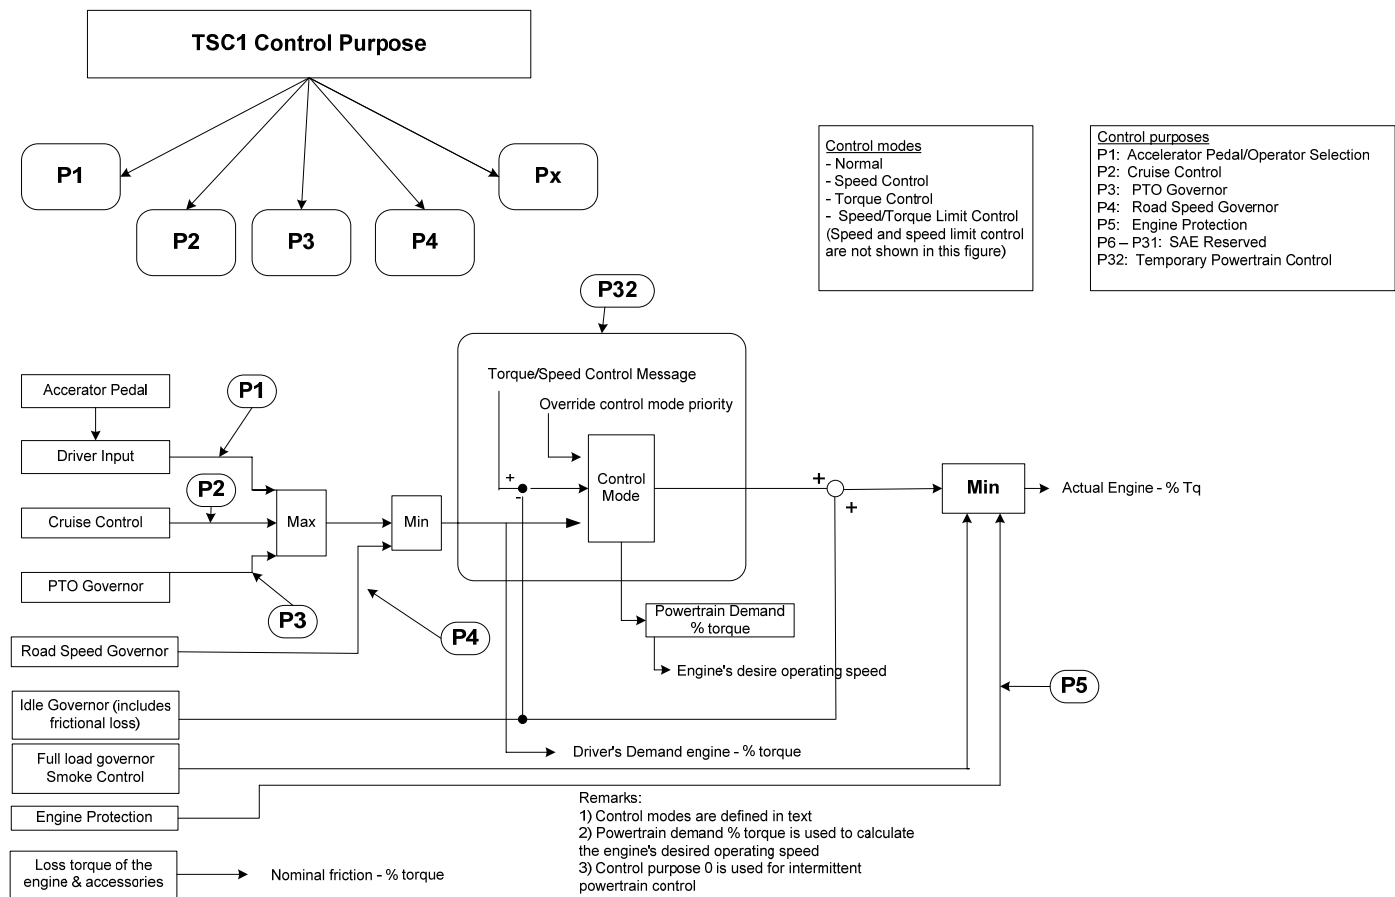 TSC1 Control Purpose
P1
Px
P2
P3
P4
Control modes
- Normal
- Speed Control
- Torque Control
- Speed/Torque Limit Control
(Speed and speed limit control
are not shown in this figure)
Control purposes
P1: Accelerator Pedal/Operator Selection
P2: Cruise Control
P3: PTO Governor
P4: Road Speed Governor
P5: Engine Protection
P6 – P31: SAE Reserved
P32: Temporary Powertrain Control
P32
Torque/Speed Control Message
Override control mode priority
Accerator Pedal
P1
Driver Input
P2
Cruise Control
Max
Min
+
-
Control
Mode
+
+
Min
Actual Engine - % Tq
PTO Governor
P3
P4
Road Speed Governor
Powertrain Demand
% torque
Engine's desire operating speed
P5
Idle Governor (includes
frictional loss)
Driver's Demand engine - % torque
Full load governor
Smoke Control
Engine Protection
Remarks:
1) Control modes are defined in text
2) Powertrain demand % torque is used to calculate
the engine's desired operating speed
3) Control purpose 0 is used for intermittent
powertrain control
Loss torque of the
engine & accessories
Nominal friction - % torque